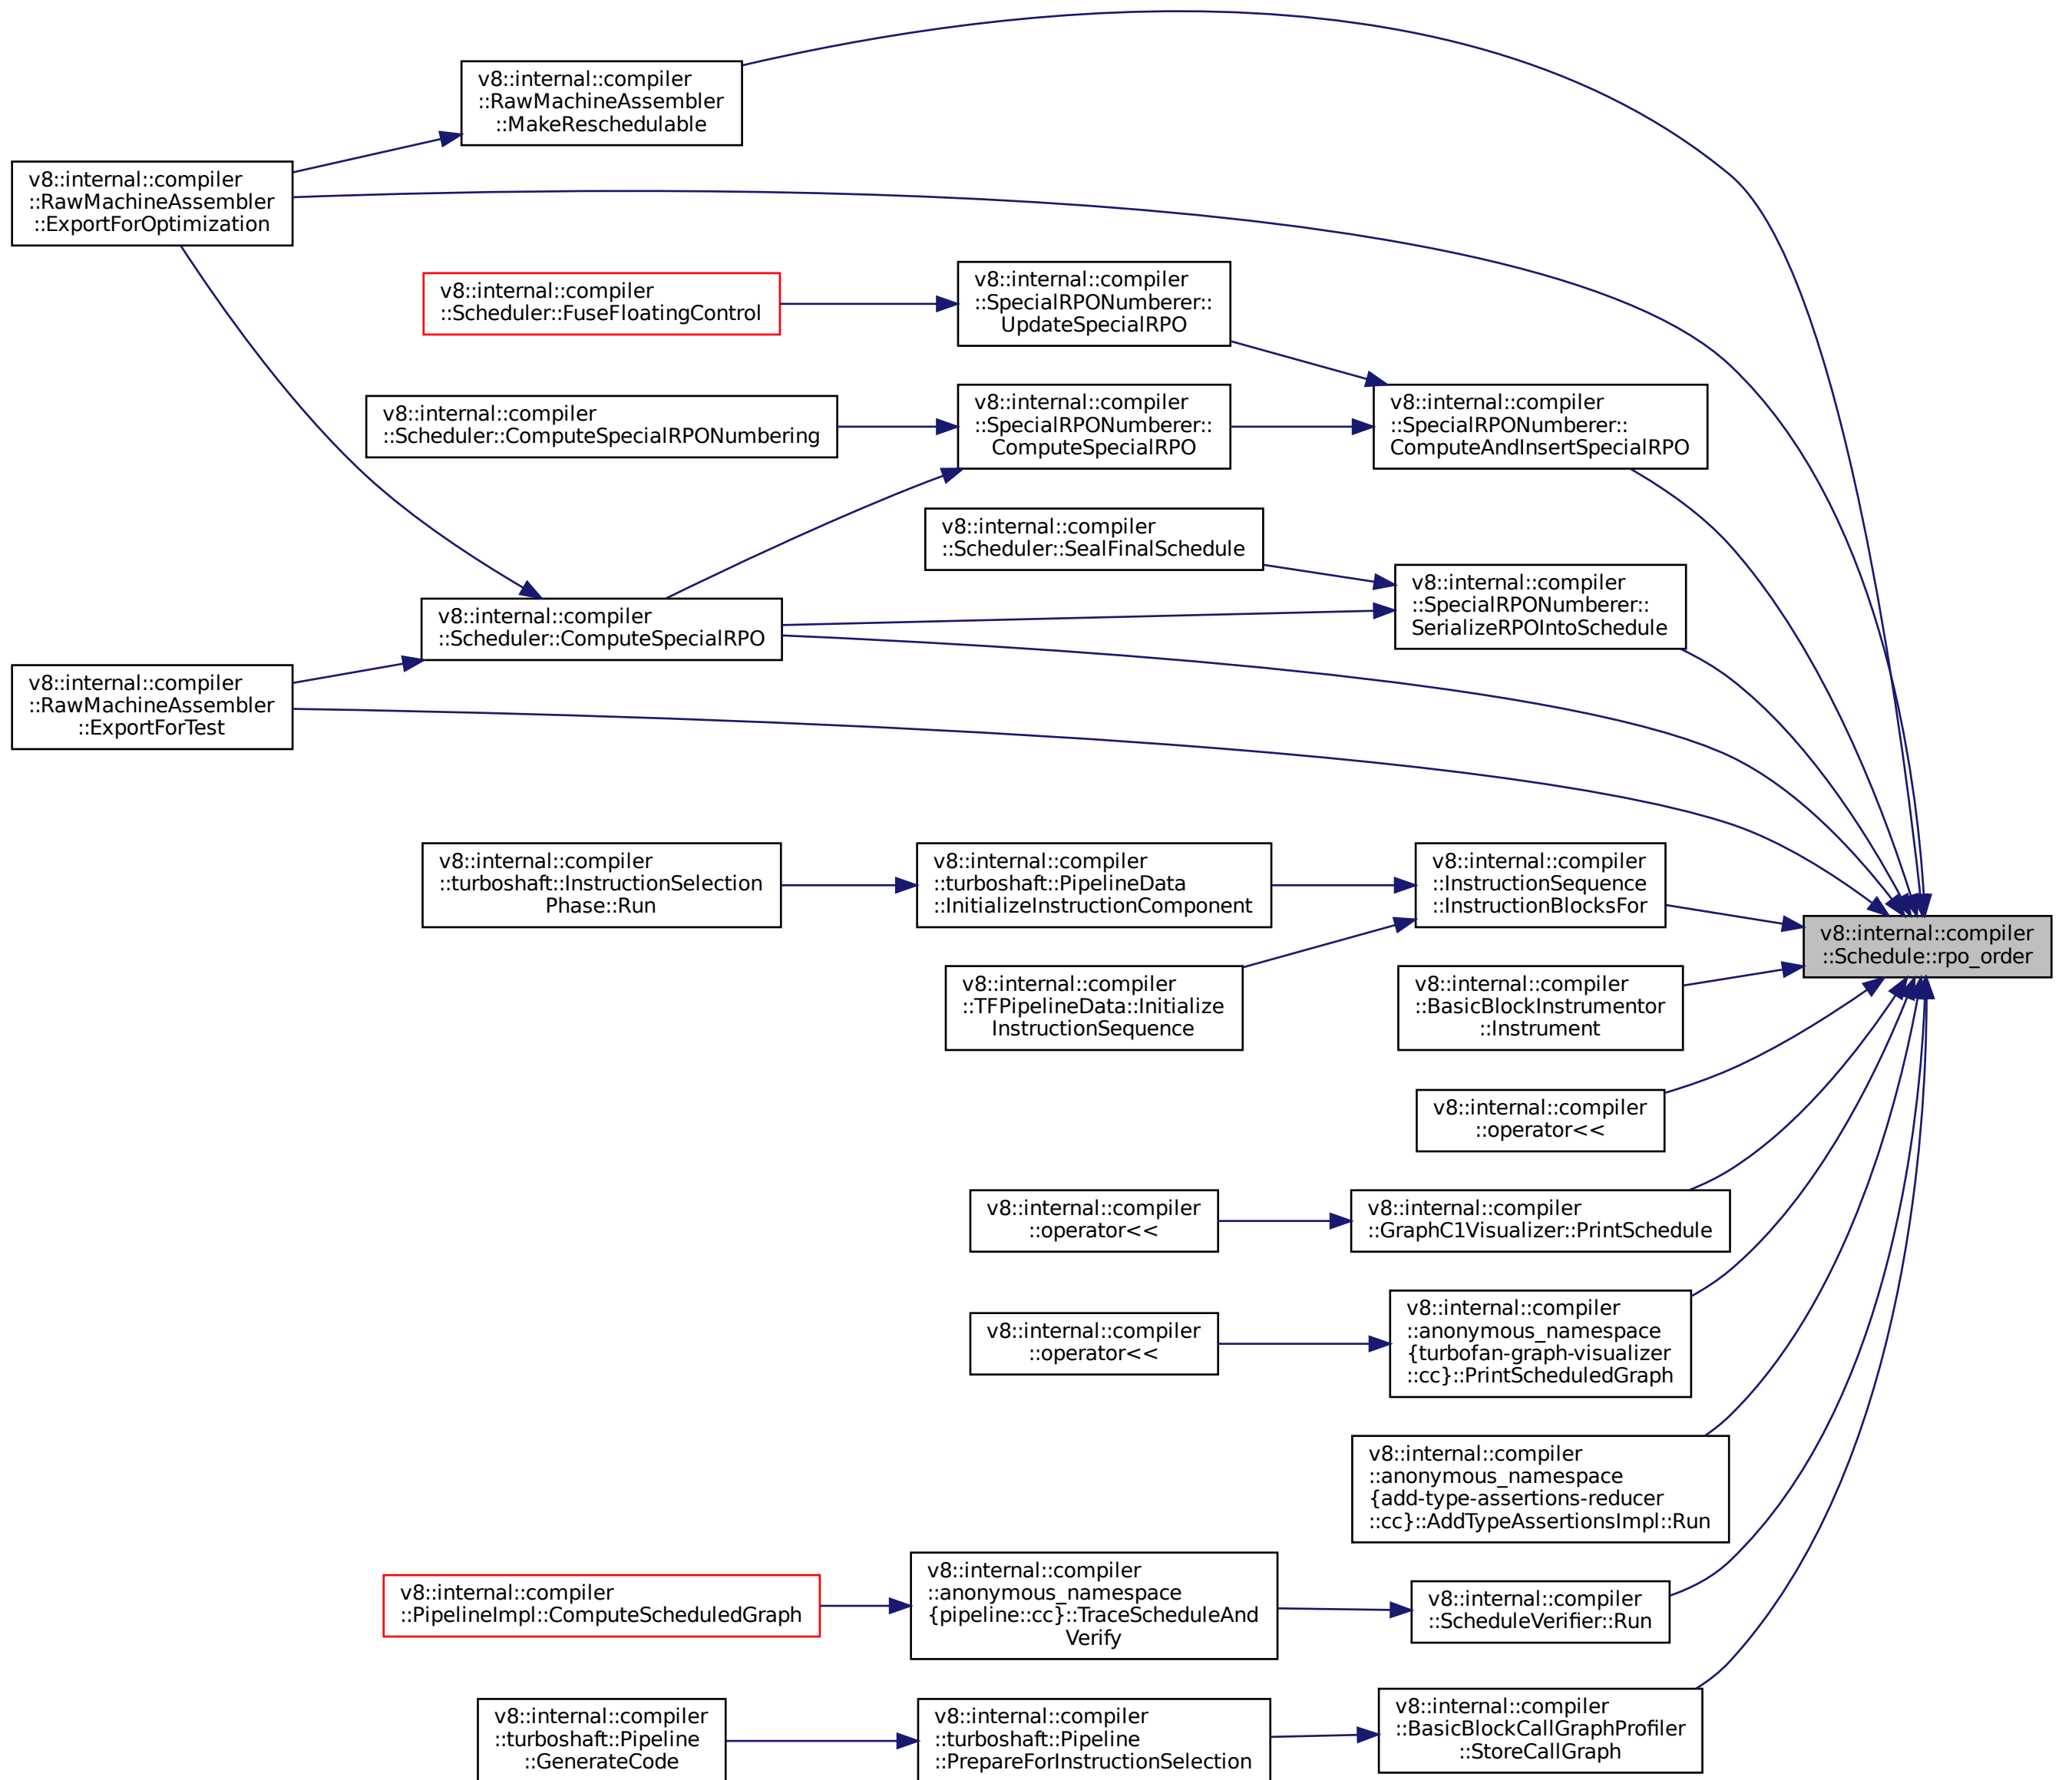 v8::internal::compiler
::RawMachineAssembler
::MakeReschedulable
v8::internal::compiler
::RawMachineAssembler
::ExportForOptimization
v8::internal::compiler
::SpecialRPONumberer::
UpdateSpecialRPO
v8::internal::compiler
::Scheduler::FuseFloatingControl
v8::internal::compiler
::SpecialRPONumberer::
ComputeAndInsertSpecialRPO
v8::internal::compiler
::SpecialRPONumberer::
ComputeSpecialRPO
v8::internal::compiler
::Scheduler::ComputeSpecialRPONumbering
v8::internal::compiler
::Scheduler::SealFinalSchedule
v8::internal::compiler
::SpecialRPONumberer::
SerializeRPOIntoSchedule
v8::internal::compiler
::Scheduler::ComputeSpecialRPO
v8::internal::compiler
::RawMachineAssembler
::ExportForTest
v8::internal::compiler
::turboshaft::InstructionSelection
Phase::Run
v8::internal::compiler
::turboshaft::PipelineData
::InitializeInstructionComponent
v8::internal::compiler
::InstructionSequence
::InstructionBlocksFor
v8::internal::compiler
::Schedule::rpo_order
v8::internal::compiler
::TFPipelineData::Initialize
InstructionSequence
v8::internal::compiler
::BasicBlockInstrumentor
::Instrument
v8::internal::compiler
::operator<<
v8::internal::compiler
::operator<<
v8::internal::compiler
::GraphC1Visualizer::PrintSchedule
v8::internal::compiler
::operator<<
v8::internal::compiler
::anonymous_namespace
{turbofan-graph-visualizer
::cc}::PrintScheduledGraph
v8::internal::compiler
::anonymous_namespace
{add-type-assertions-reducer
::cc}::AddTypeAssertionsImpl::Run
v8::internal::compiler
::PipelineImpl::ComputeScheduledGraph
v8::internal::compiler
::anonymous_namespace
{pipeline::cc}::TraceScheduleAnd
Verify
v8::internal::compiler
::ScheduleVerifier::Run
v8::internal::compiler
::turboshaft::Pipeline
::GenerateCode
v8::internal::compiler
::turboshaft::Pipeline
::PrepareForInstructionSelection
v8::internal::compiler
::BasicBlockCallGraphProfiler
::StoreCallGraph